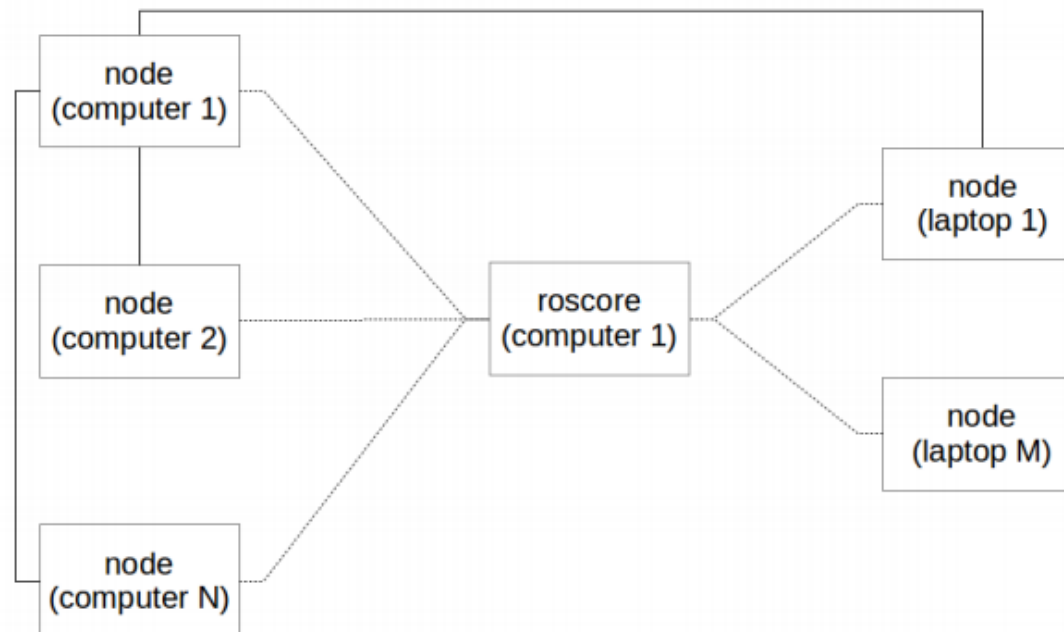 node
(computer 1)
node
(computer 2)
node
(computer N)
roscore
(computer 1)
node
(laptop 1)
node
(laptop M)